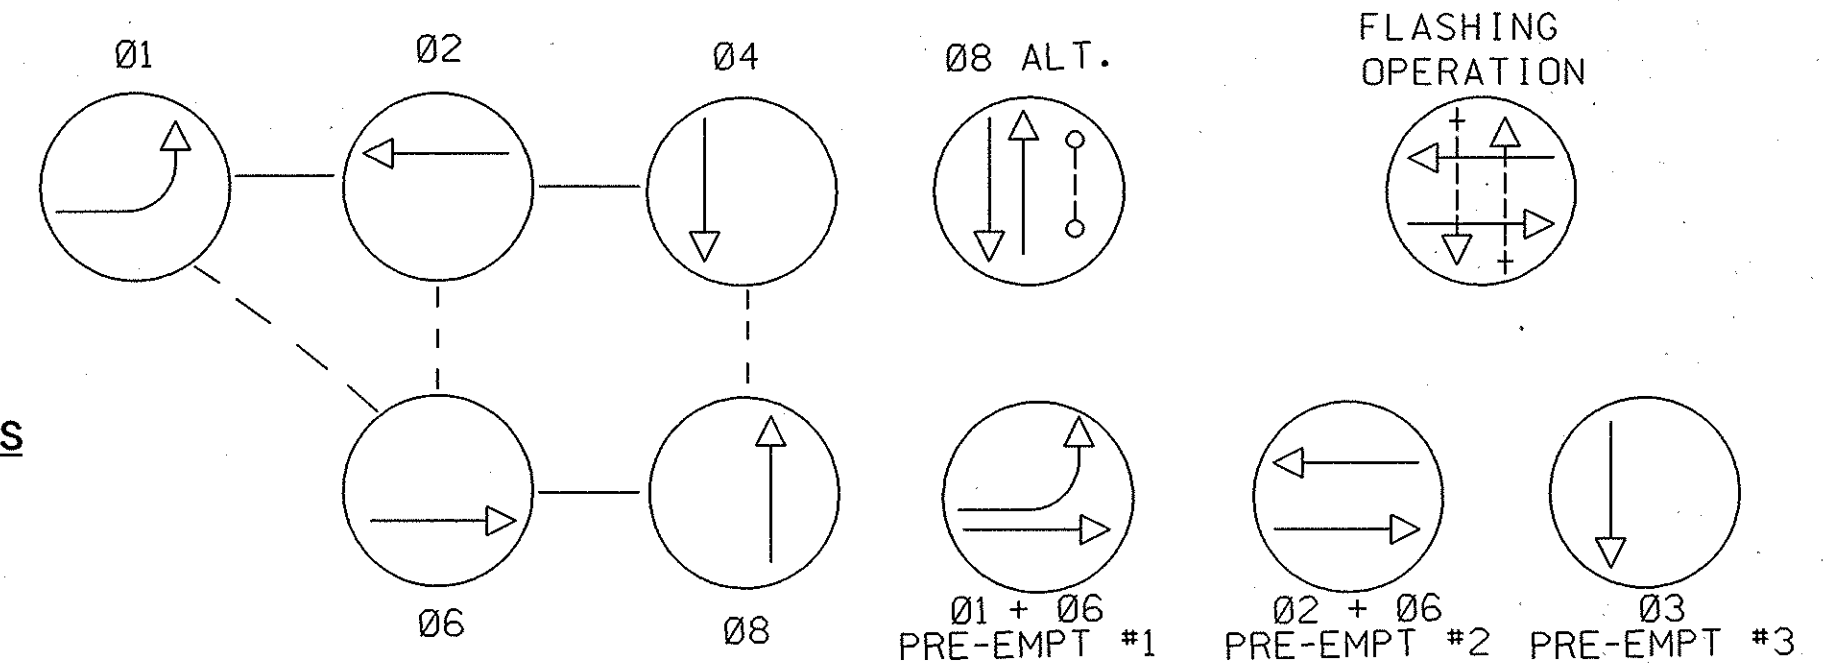 Ø1
Ø2
Ø4
Ø8 ALT.
FLASHING
OPERATION
S
Ø6
Ø8
Ø1 + Ø6
PRE-EMPT #1
Ø2 + Ø6
PRE-EMPT #2
Ø3
PRE-EMPT #3